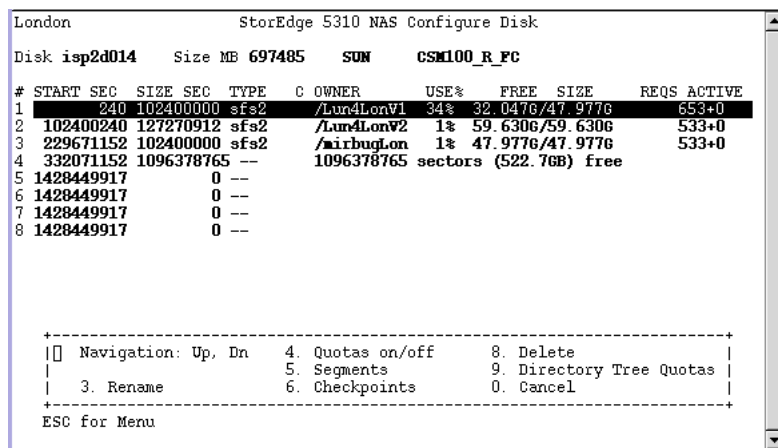 London StorEdge 5310 NAS Configure Disk
Disk isp2d014 Size MB 697485 SUN CSM100_R_FC
# START SEC SIZE SEC TYPE C OWNER USE% FREE SIZE REQS ACTIVE
1 240 102400000 sfs2 /Lun4LonV1 34% 32.047G/47.977G 653+0
2 102400240 127270912 sfs2 /Lun4LonV2 1% 59.630G/59.630G 533+0
3 229671152 102400000 sfs2 /mirbugLon 1% 47.977G/47.977G 533+0
4 332071152 1096378765 -- 1096378765 sectors (522.7GB) free
5 1428449917 0 --
6 1428449917 0 --
7 1428449917 0 --
8 1428449917 0 --
Navigation: Up, Dn 4. Quotas on/off 8. Delete
5. Segments 9. Directory Tree Quotas
3. Rename 6. Checkpoints 0. Cancel
ESC for Menu